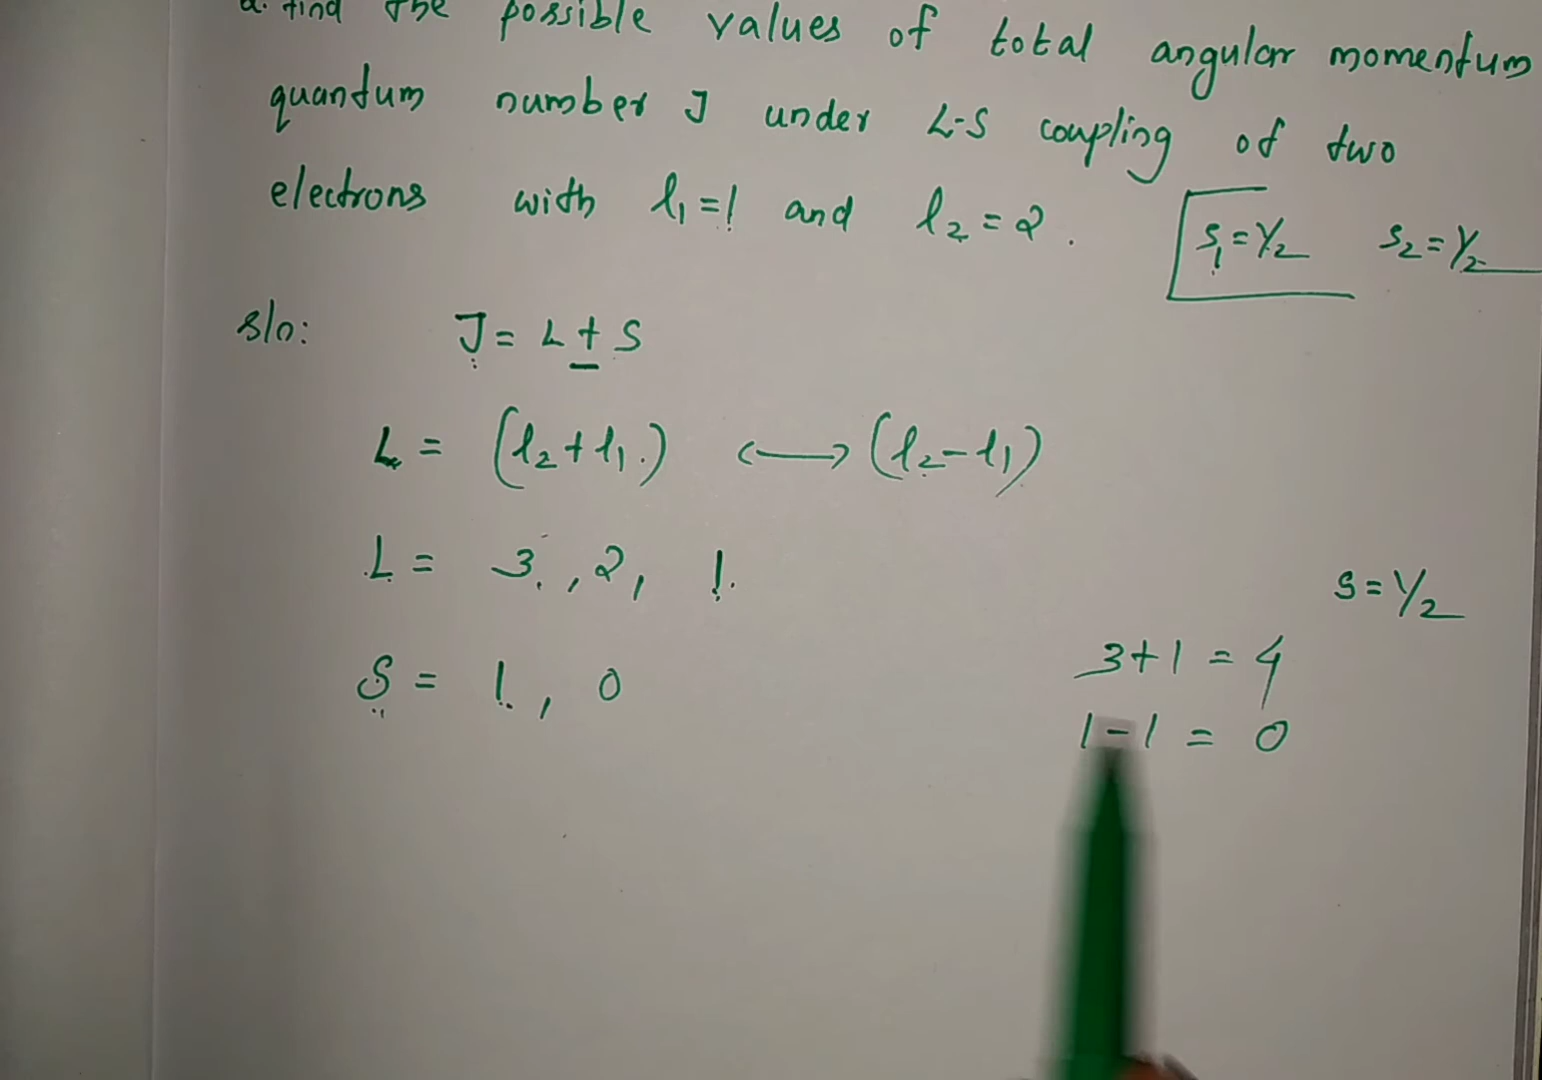 a. find the possible values of total angular momentum
quantum number J under L-S coupling of two
electrons with l₁=1 and l₂=2. s₁=1/2 s₂=1/2
sln: J= L±S
L= (l₂+l₁) ⟷ (l₂-l₁)
L= 3, 2, 1
s=1/2
S= 1, 0
3+1=4
1-1=0